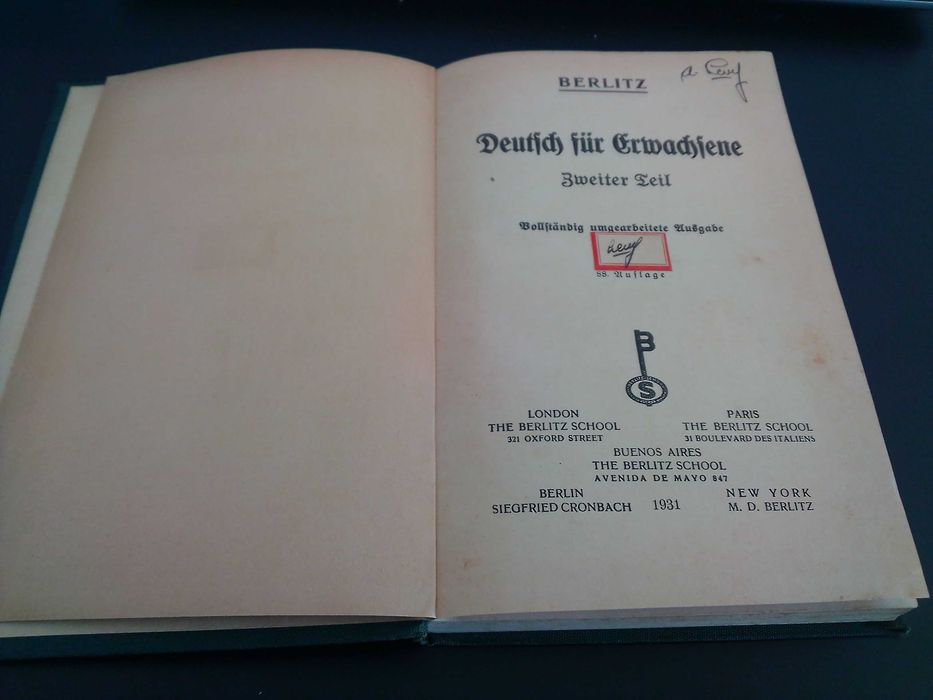 BERLITZ
Deutsch für Erwachsene
Zweiter Teil
Vollständig umgearbeitete Ausgabe
88. Auflage
B
S
LONDON
THE BERLITZ SCHOOL
321 OXFORD STREET
PARIS
THE BERLITZ SCHOOL
31 BOULEVARD DES ITALIENS
BUENOS AIRES
THE BERLITZ SCHOOL
AVENIDA DE MAYO 847
BERLIN
SIEGFRIED CRONBACH
1931
NEW YORK
M. D. BERLITZ